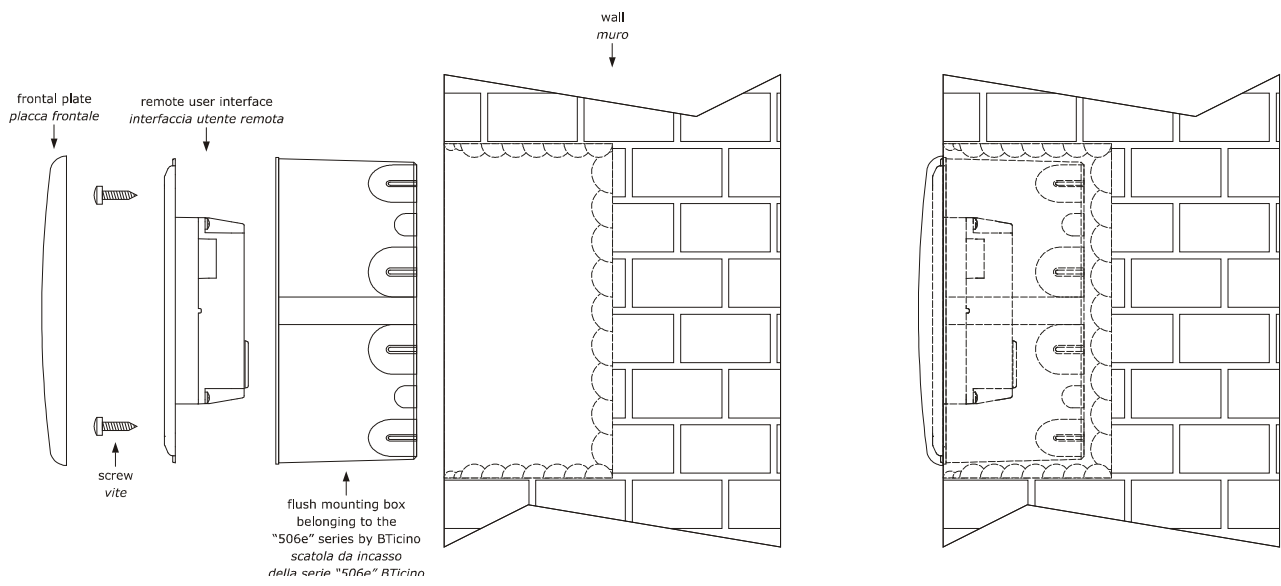 wall
muro
frontal plate
placca frontale
remote user interface
interfaccia utente remota
screw
vite
flush mounting box
belonging to the
“506e” series by BTicino
scatola da incasso
della serie “506e” BTicino